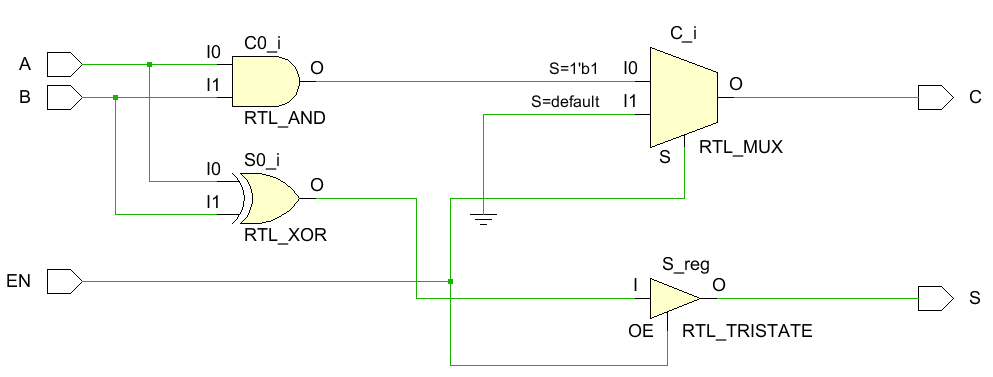 C_i
C0_i
A
I0
O
S=1'b1
I0
O
B
I1
S=default
I1
C
RTL_AND
S
RTL_MUX
S0_i
I0
O
I1
RTL_XOR
S_reg
EN
I
O
S
OE
RTL_TRISTATE